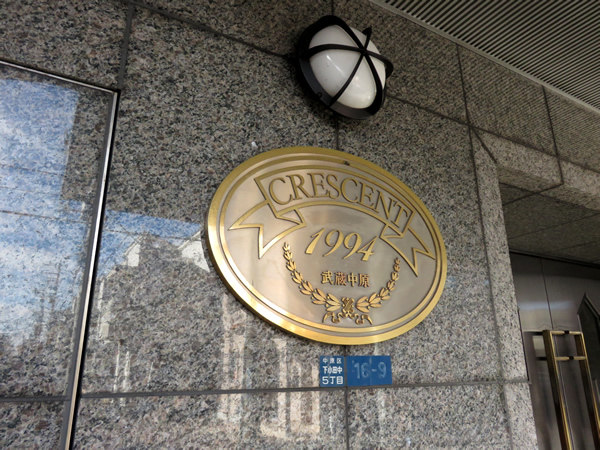 CRESCENT
1994
武蔵中原
中原区
下小田中
5丁目
16-9